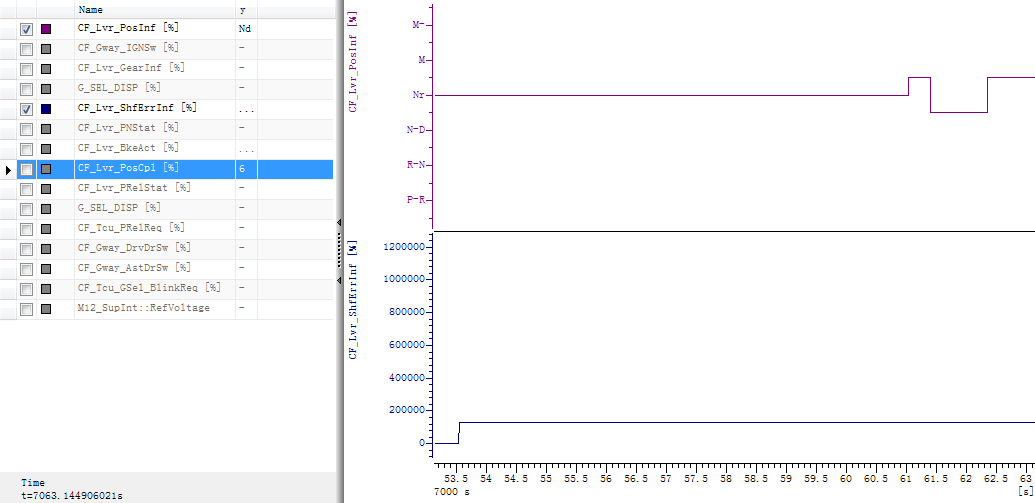 Name y
CF_Lvr_PosInf [%] Nd
CF_Gway_IGNSw [%] -
CF_Lvr_GearInf [%] -
G_SEL_DISP [%] -
CF_Lvr_ShfErrInf [%] ...
CF_Lvr_PNStat [%] -
CF_Lvr_BkeAct [%] ...
CF_Lvr_PosCpl [%] 6
CF_Lvr_PRelStat [%] -
G_SEL_DISP [%] -
CF_Tcu_PRelReq [%] -
CF_Gway_DrvDrSw [%] -
CF_Gway_AstDrSw [%] -
CF_Tcu_GSel_BlinkReq [%] -
M12_SupInt::RefVoltage -
Time
t=7063.144906021s
CF_Lvr_PosInf [%]
M-
M
Nr
N-D
R-N
P-R
CF_Lvr_ShfErrInf [%]
1200000
1000000
800000
600000
400000
200000
0
53.5 54 54.5 55 55.5 56 56.5 57 57.5 58 58.5 59 59.5 60 60.5 61 61.5 62 62.5 63
7000 s [s]